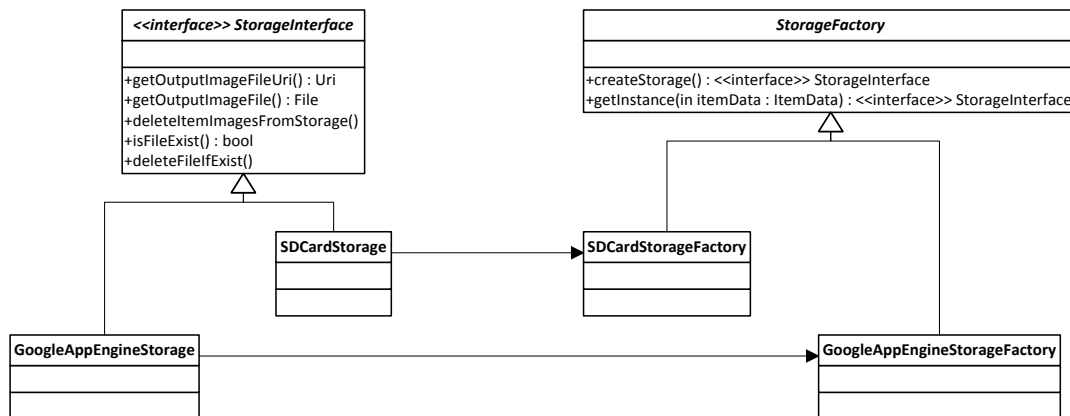 <<interface>> StorageInterface
+getOutputImageFileUri() : Uri
+getOutputImageFile() : File
+deleteItemImagesFromStorage()
+isFileExist() : bool
+deleteFileIfExist()
StorageFactory
+createStorage() : <<interface>> StorageInterface
+getInstance(in itemData : ItemData) : <<interface>> StorageInterface
SDCardStorage
SDCardStorageFactory
GoogleAppEngineStorage
GoogleAppEngineStorageFactory